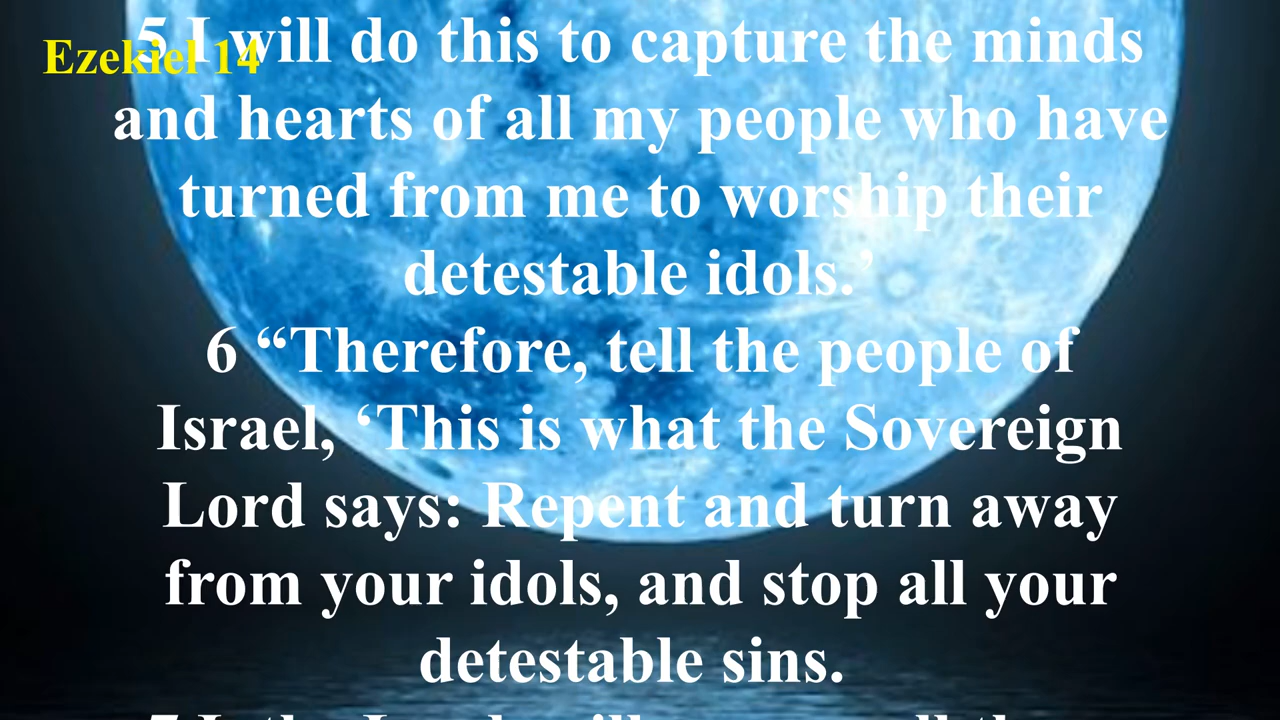 Ezekiel 14
5 I will do this to capture the minds
and hearts of all my people who have
turned from me to worship their
detestable idols.’
6 “Therefore, tell the people of
Israel, ‘This is what the Sovereign
Lord says: Repent and turn away
from your idols, and stop all your
detestable sins.